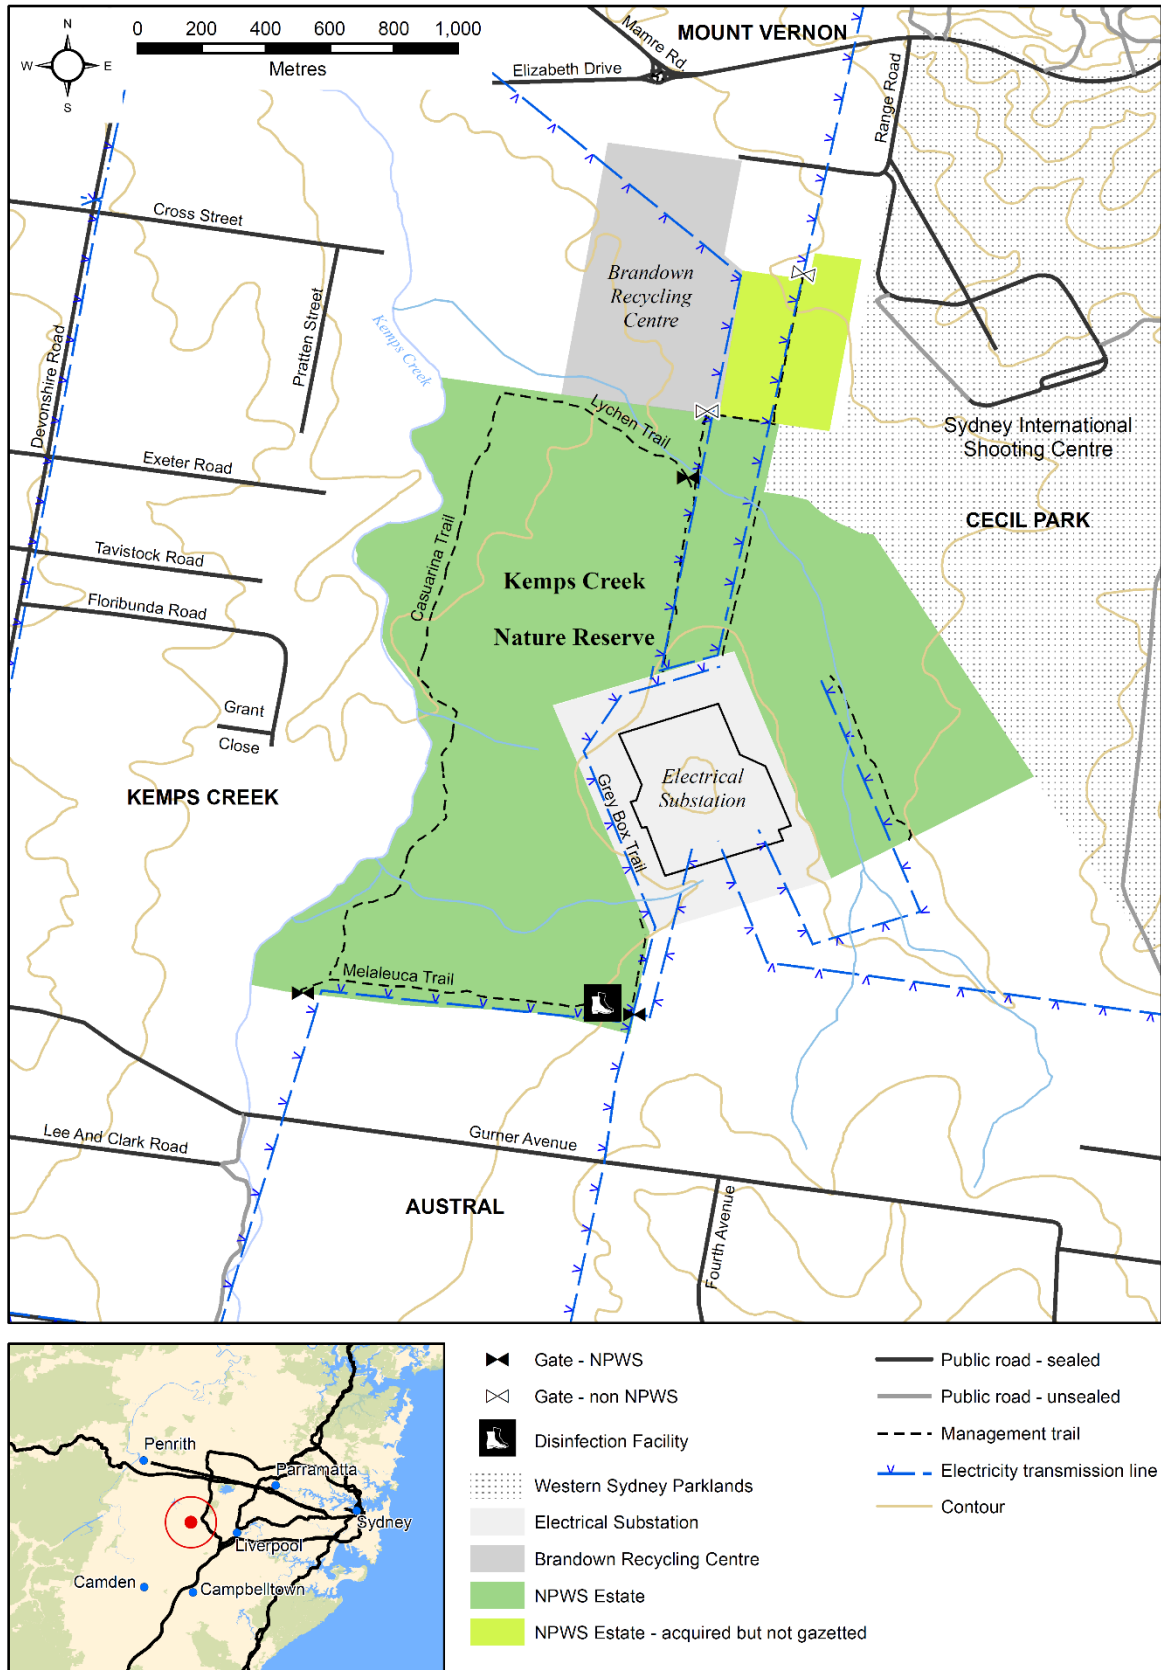 N
W
E
S
0 200 400 600 800 1,000
Metres
MOUNT VERNON
Mamre Rd.
Elizabeth Drive
Range Road
Cross Street
Pratten Street
Devonshire Road
Kemps Creek
Brandown
Recycling
Centre
Lychen Trail
Sydney International
Shooting Centre
Exeter Road
CECIL PARK
Tavistock Road
Casuarina Trail
Floribunda Road
Kemps Creek
Nature Reserve
Grant
Close
KEMPS CREEK
Electrical
Substation
Grey Box Trail
Melaleuca Trail
Lee And Clark Road
Gurner Avenue
AUSTRAL
Fourth Avenue
Penrith
Parramatta
Sydney
Liverpool
Camden
Campbelltown
Gate - NPWS
Gate - non NPWS
Disinfection Facility
Western Sydney Parklands
Electrical Substation
Brandown Recycling Centre
NPWS Estate
NPWS Estate - acquired but not gazetted
Public road - sealed
Public road - unsealed
Management trail
Electricity transmission line
Contour